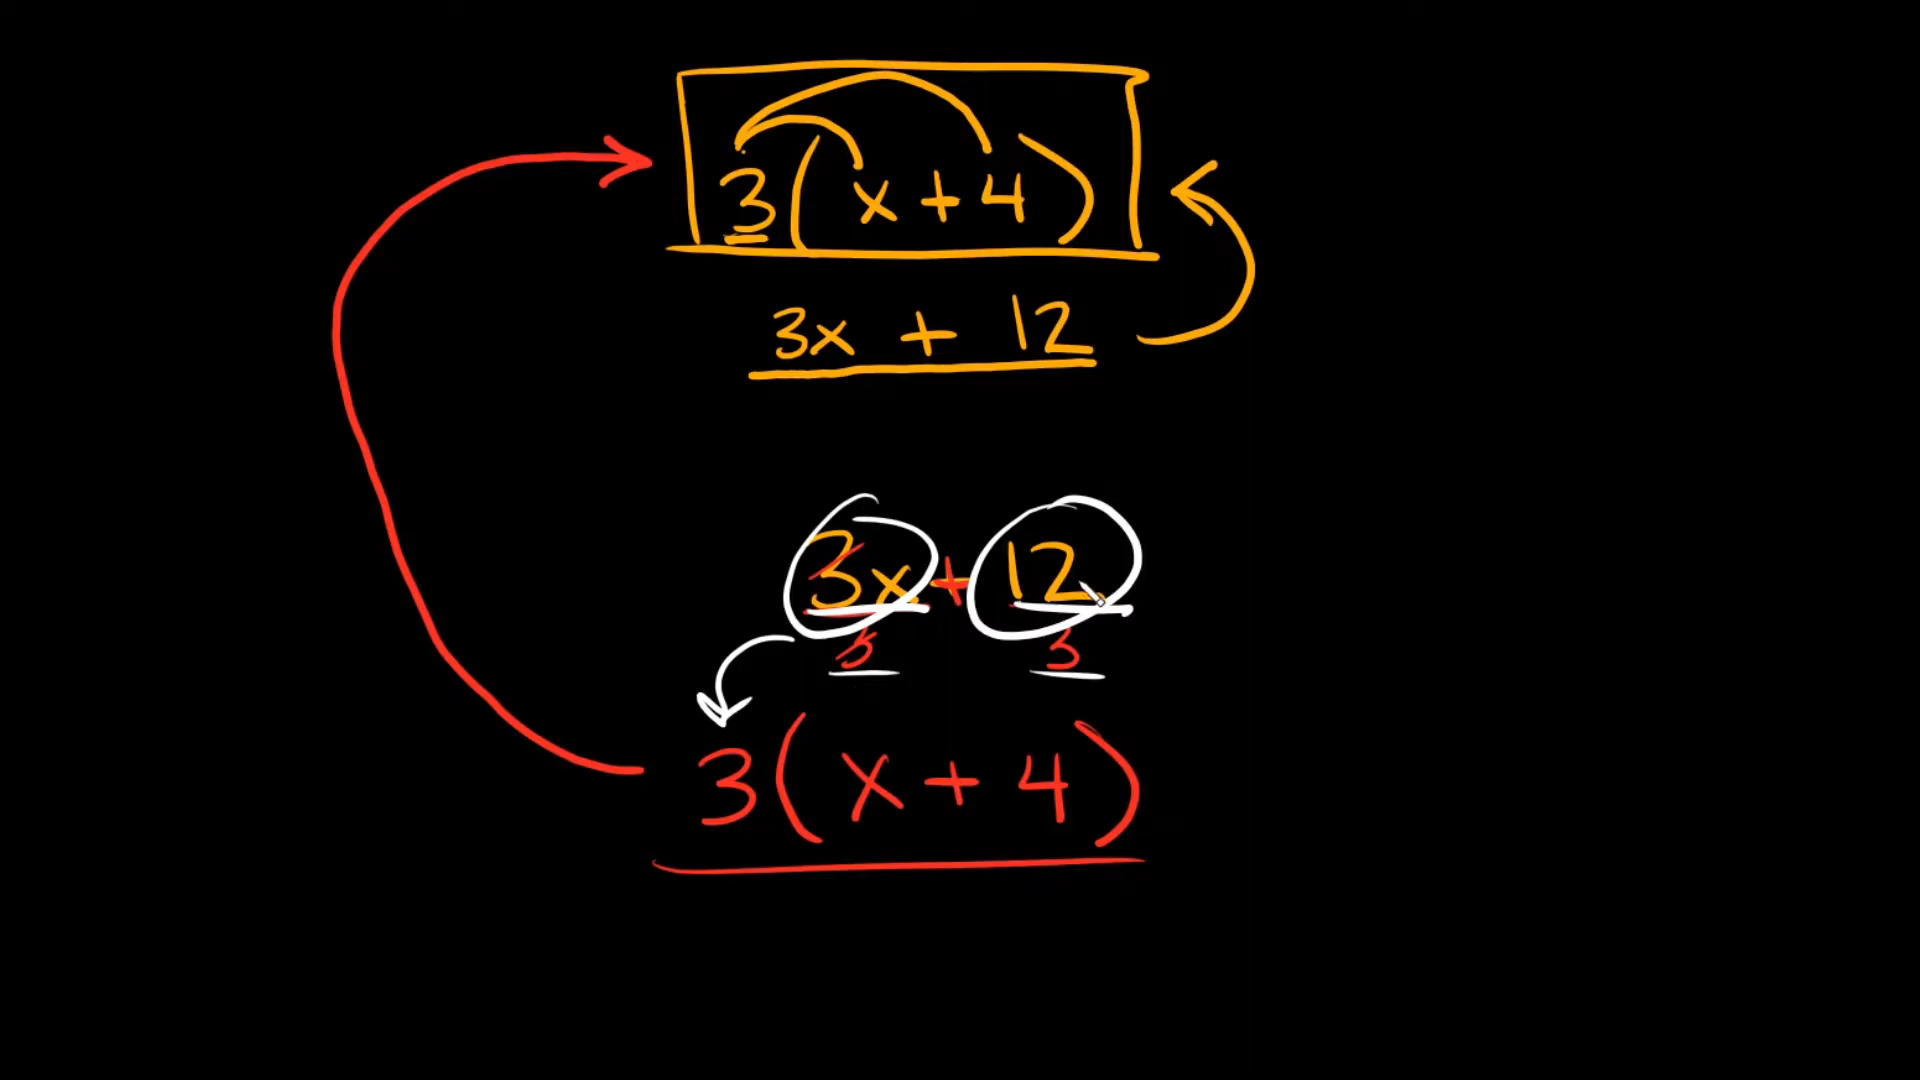 3(x+4)
3x + 12
3x + 12
3 3
3(x+4)